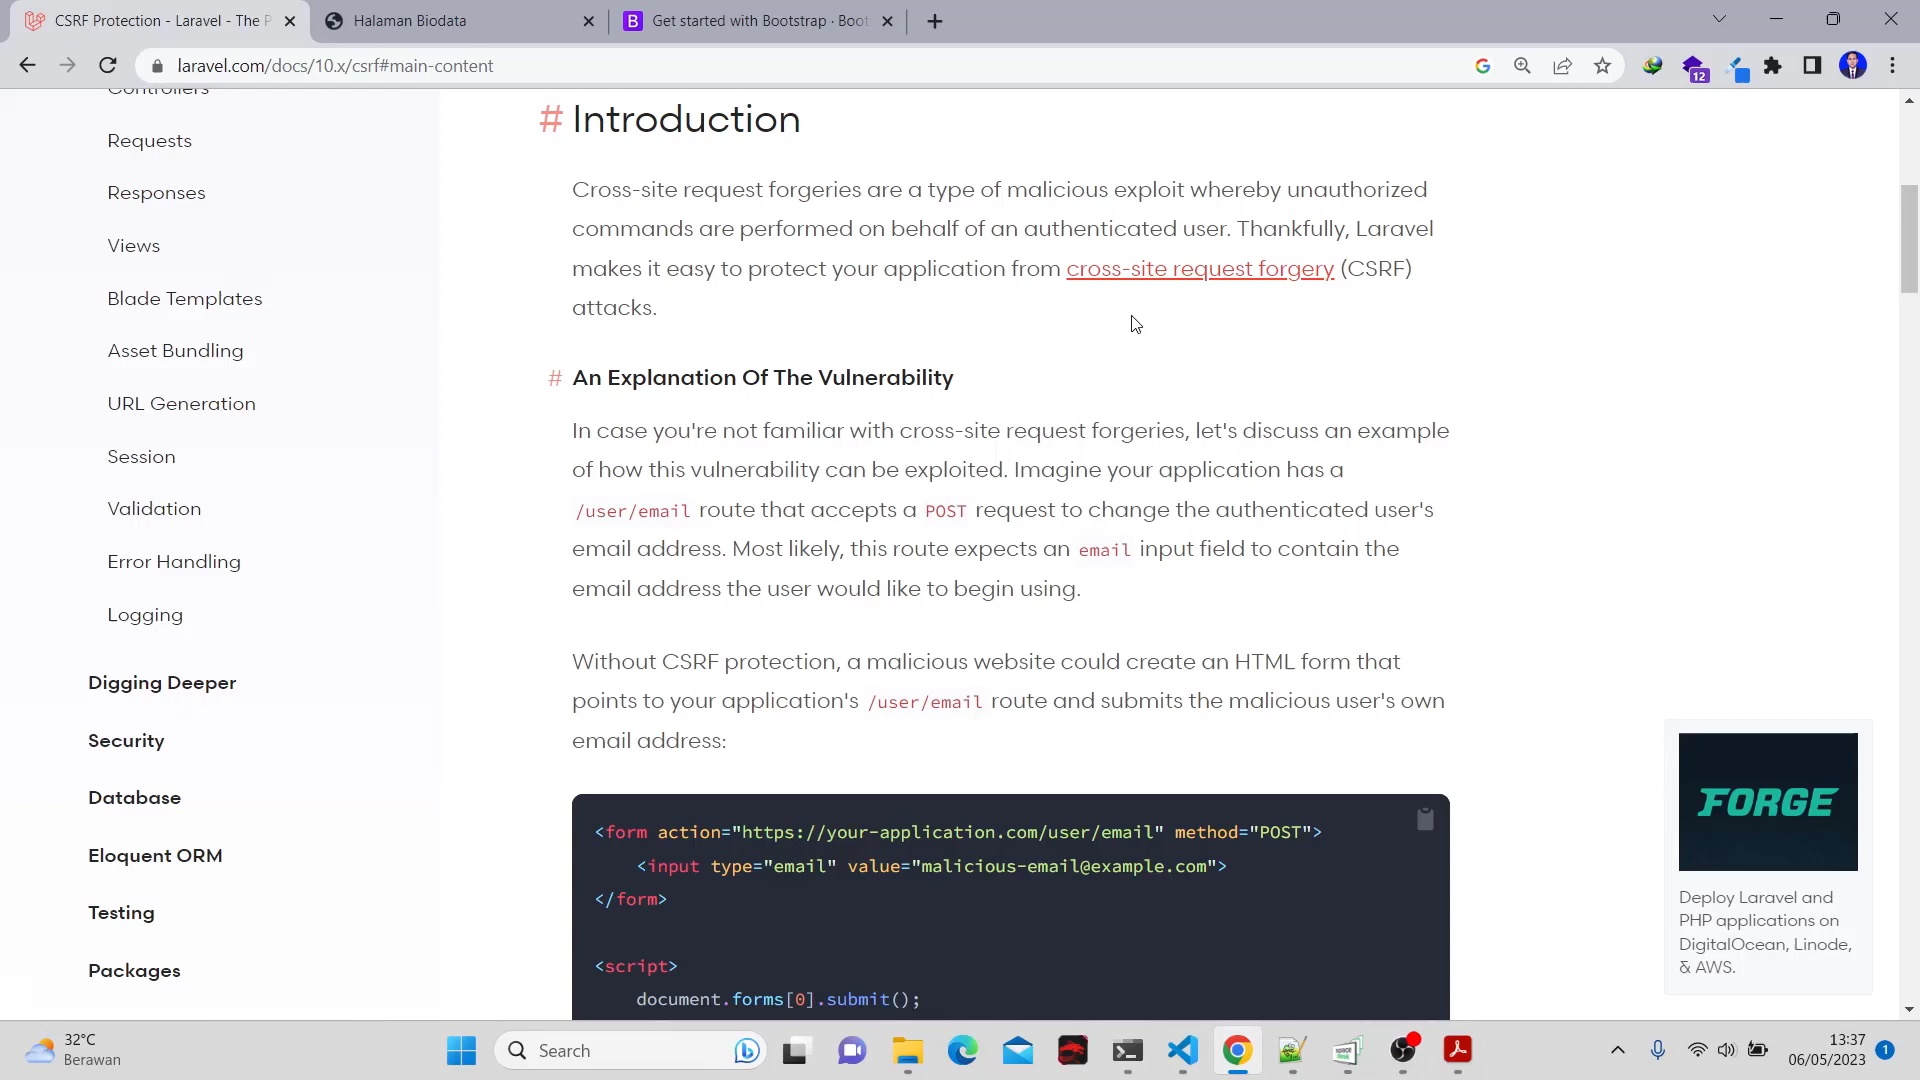 CSRF Protection - Laravel - The P
Halaman Biodata
B
Get started with Bootstrap · Boot
laravel.com/docs/10.x/csrf#main-content
12
Controllers
Requests
Responses
Views
Blade Templates
Asset Bundling
URL Generation
Session
Validation
Error Handling
Logging
Digging Deeper
Security
Database
Eloquent ORM
Testing
Packages
# Introduction
Cross-site request forgeries are a type of malicious exploit whereby unauthorized
commands are performed on behalf of an authenticated user. Thankfully, Laravel
makes it easy to protect your application from cross-site request forgery (CSRF)
attacks.
# An Explanation Of The Vulnerability
In case you're not familiar with cross-site request forgeries, let's discuss an example
of how this vulnerability can be exploited. Imagine your application has a
/user/email route that accepts a POST request to change the authenticated user's
email address. Most likely, this route expects an email input field to contain the
email address the user would like to begin using.
Without CSRF protection, a malicious website could create an HTML form that
points to your application's /user/email route and submits the malicious user's own
email address:
<form action="https://your-application.com/user/email" method="POST">
<input type="email" value="malicious-email@example.com">
</form>
<script>
document.forms[0].submit();
FORGE
Deploy Laravel and
PHP applications on
DigitalOcean, Linode,
& AWS.
32°C
Berawan
Search
13:37
06/05/2023
1